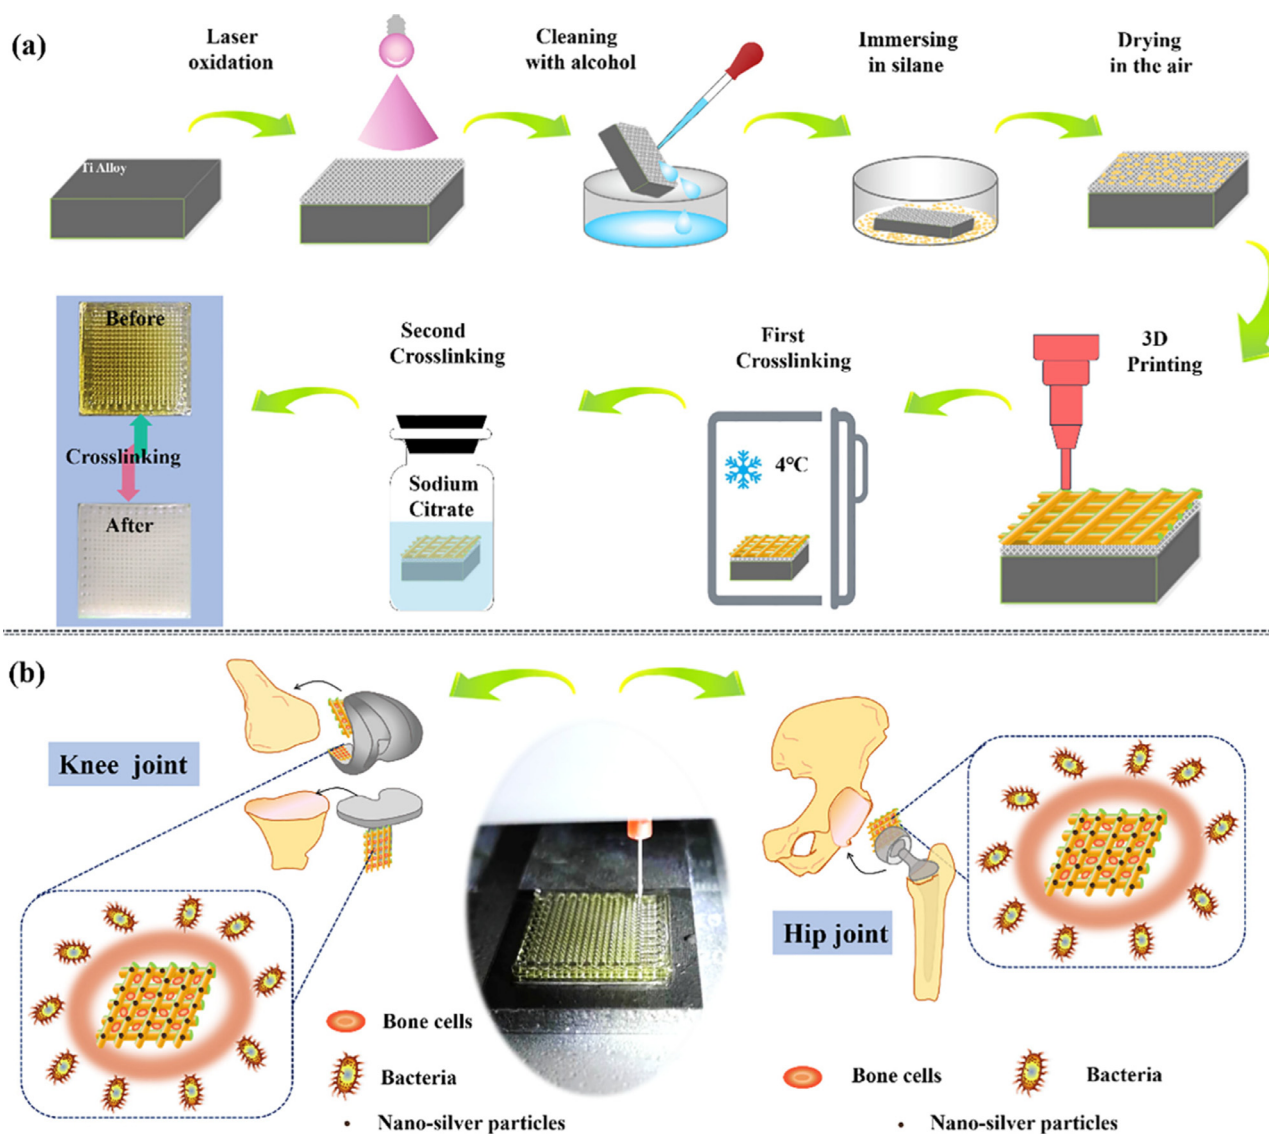 (a)
Laser
oxidation
Cleaning
with alcohol
Immersing
in silane
Drying
in the air
Ti Alloy
Before
Crosslinking
After
Second
Crosslinking
Sodium
Citrate
First
Crosslinking
4°C
3D
Printing
(b)
Knee joint
Hip joint
Bone cells
Bacteria
Nano-silver particles
Bone cells
Bacteria
Nano-silver particles